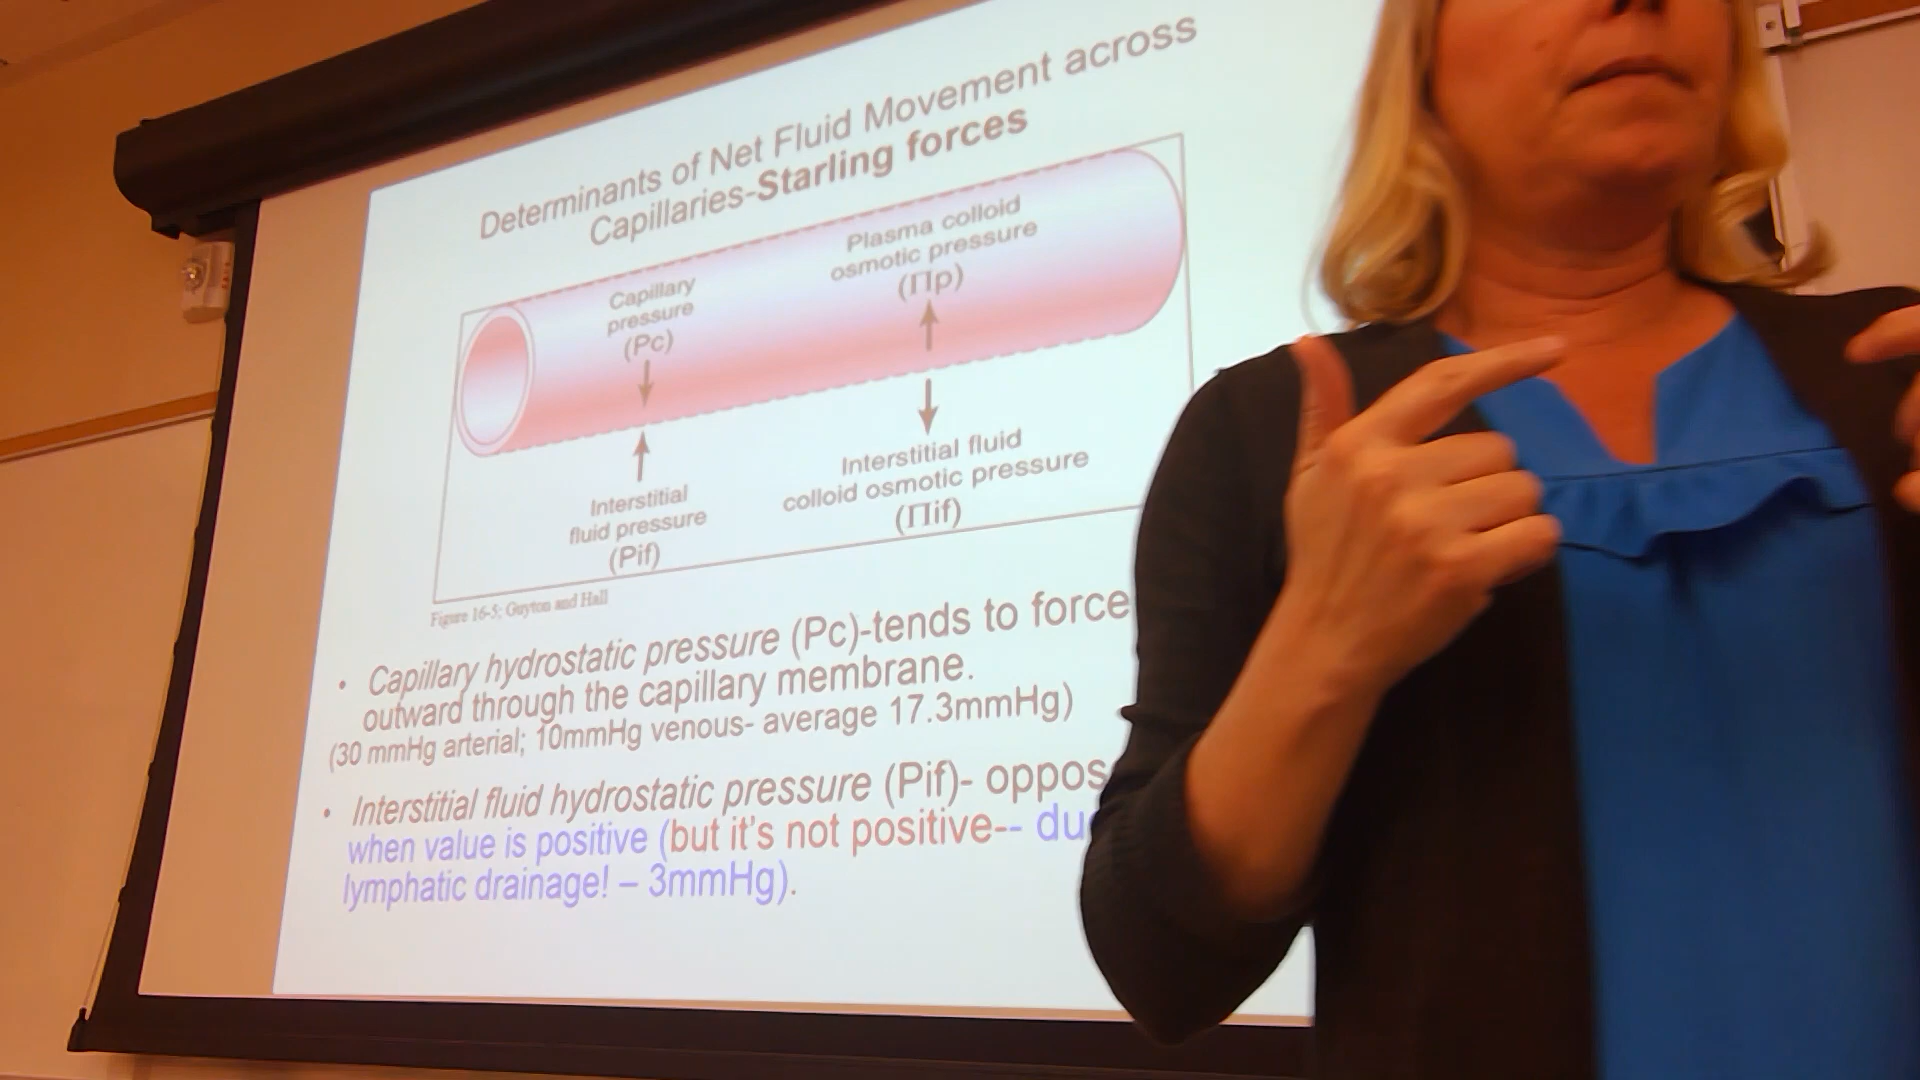 Determinants of Net Fluid Movement across
Capillaries-Starling forces
Capillary
pressure
(Pc)
Plasma colloid
osmotic pressure
(Πp)
Interstitial
fluid pressure
(Pif)
Interstitial fluid
colloid osmotic pressure
(Πif)
Figure 16-5; Guyton and Hall
• Capillary hydrostatic pressure (Pc)-tends to force
outward through the capillary membrane.
(30 mmHg arterial; 10mmHg venous- average 17.3mmHg)
• Interstitial fluid hydrostatic pressure (Pif)- oppos
when value is positive (but it's not positive-- du
lymphatic drainage! – 3mmHg).